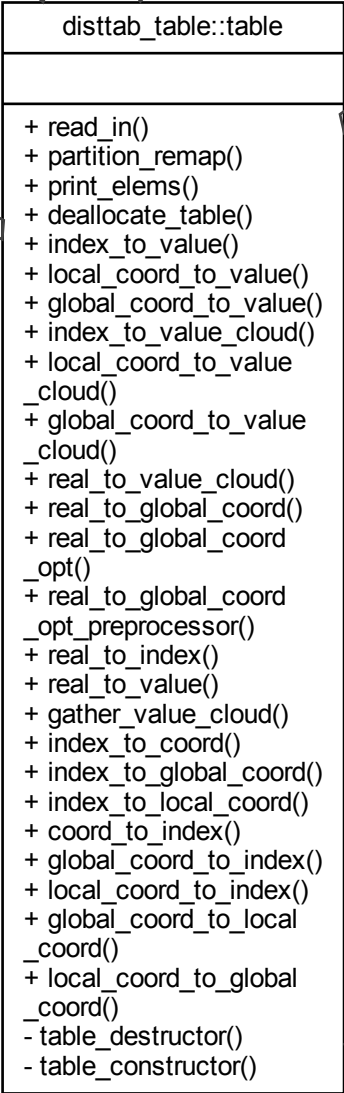 disttab_table::table
+ read_in()
+ partition_remap()
+ print_elems()
+ deallocate_table()
+ index_to_value()
+ local_coord_to_value()
+ global_coord_to_value()
+ index_to_value_cloud()
+ local_coord_to_value
_cloud()
+ global_coord_to_value
_cloud()
+ real_to_value_cloud()
+ real_to_global_coord()
+ real_to_global_coord
_opt()
+ real_to_global_coord
_opt_preprocessor()
+ real_to_index()
+ real_to_value()
+ gather_value_cloud()
+ index_to_coord()
+ index_to_global_coord()
+ index_to_local_coord()
+ coord_to_index()
+ global_coord_to_index()
+ local_coord_to_index()
+ global_coord_to_local
_coord()
+ local_coord_to_global
_coord()
- table_destructor()
- table_constructor()